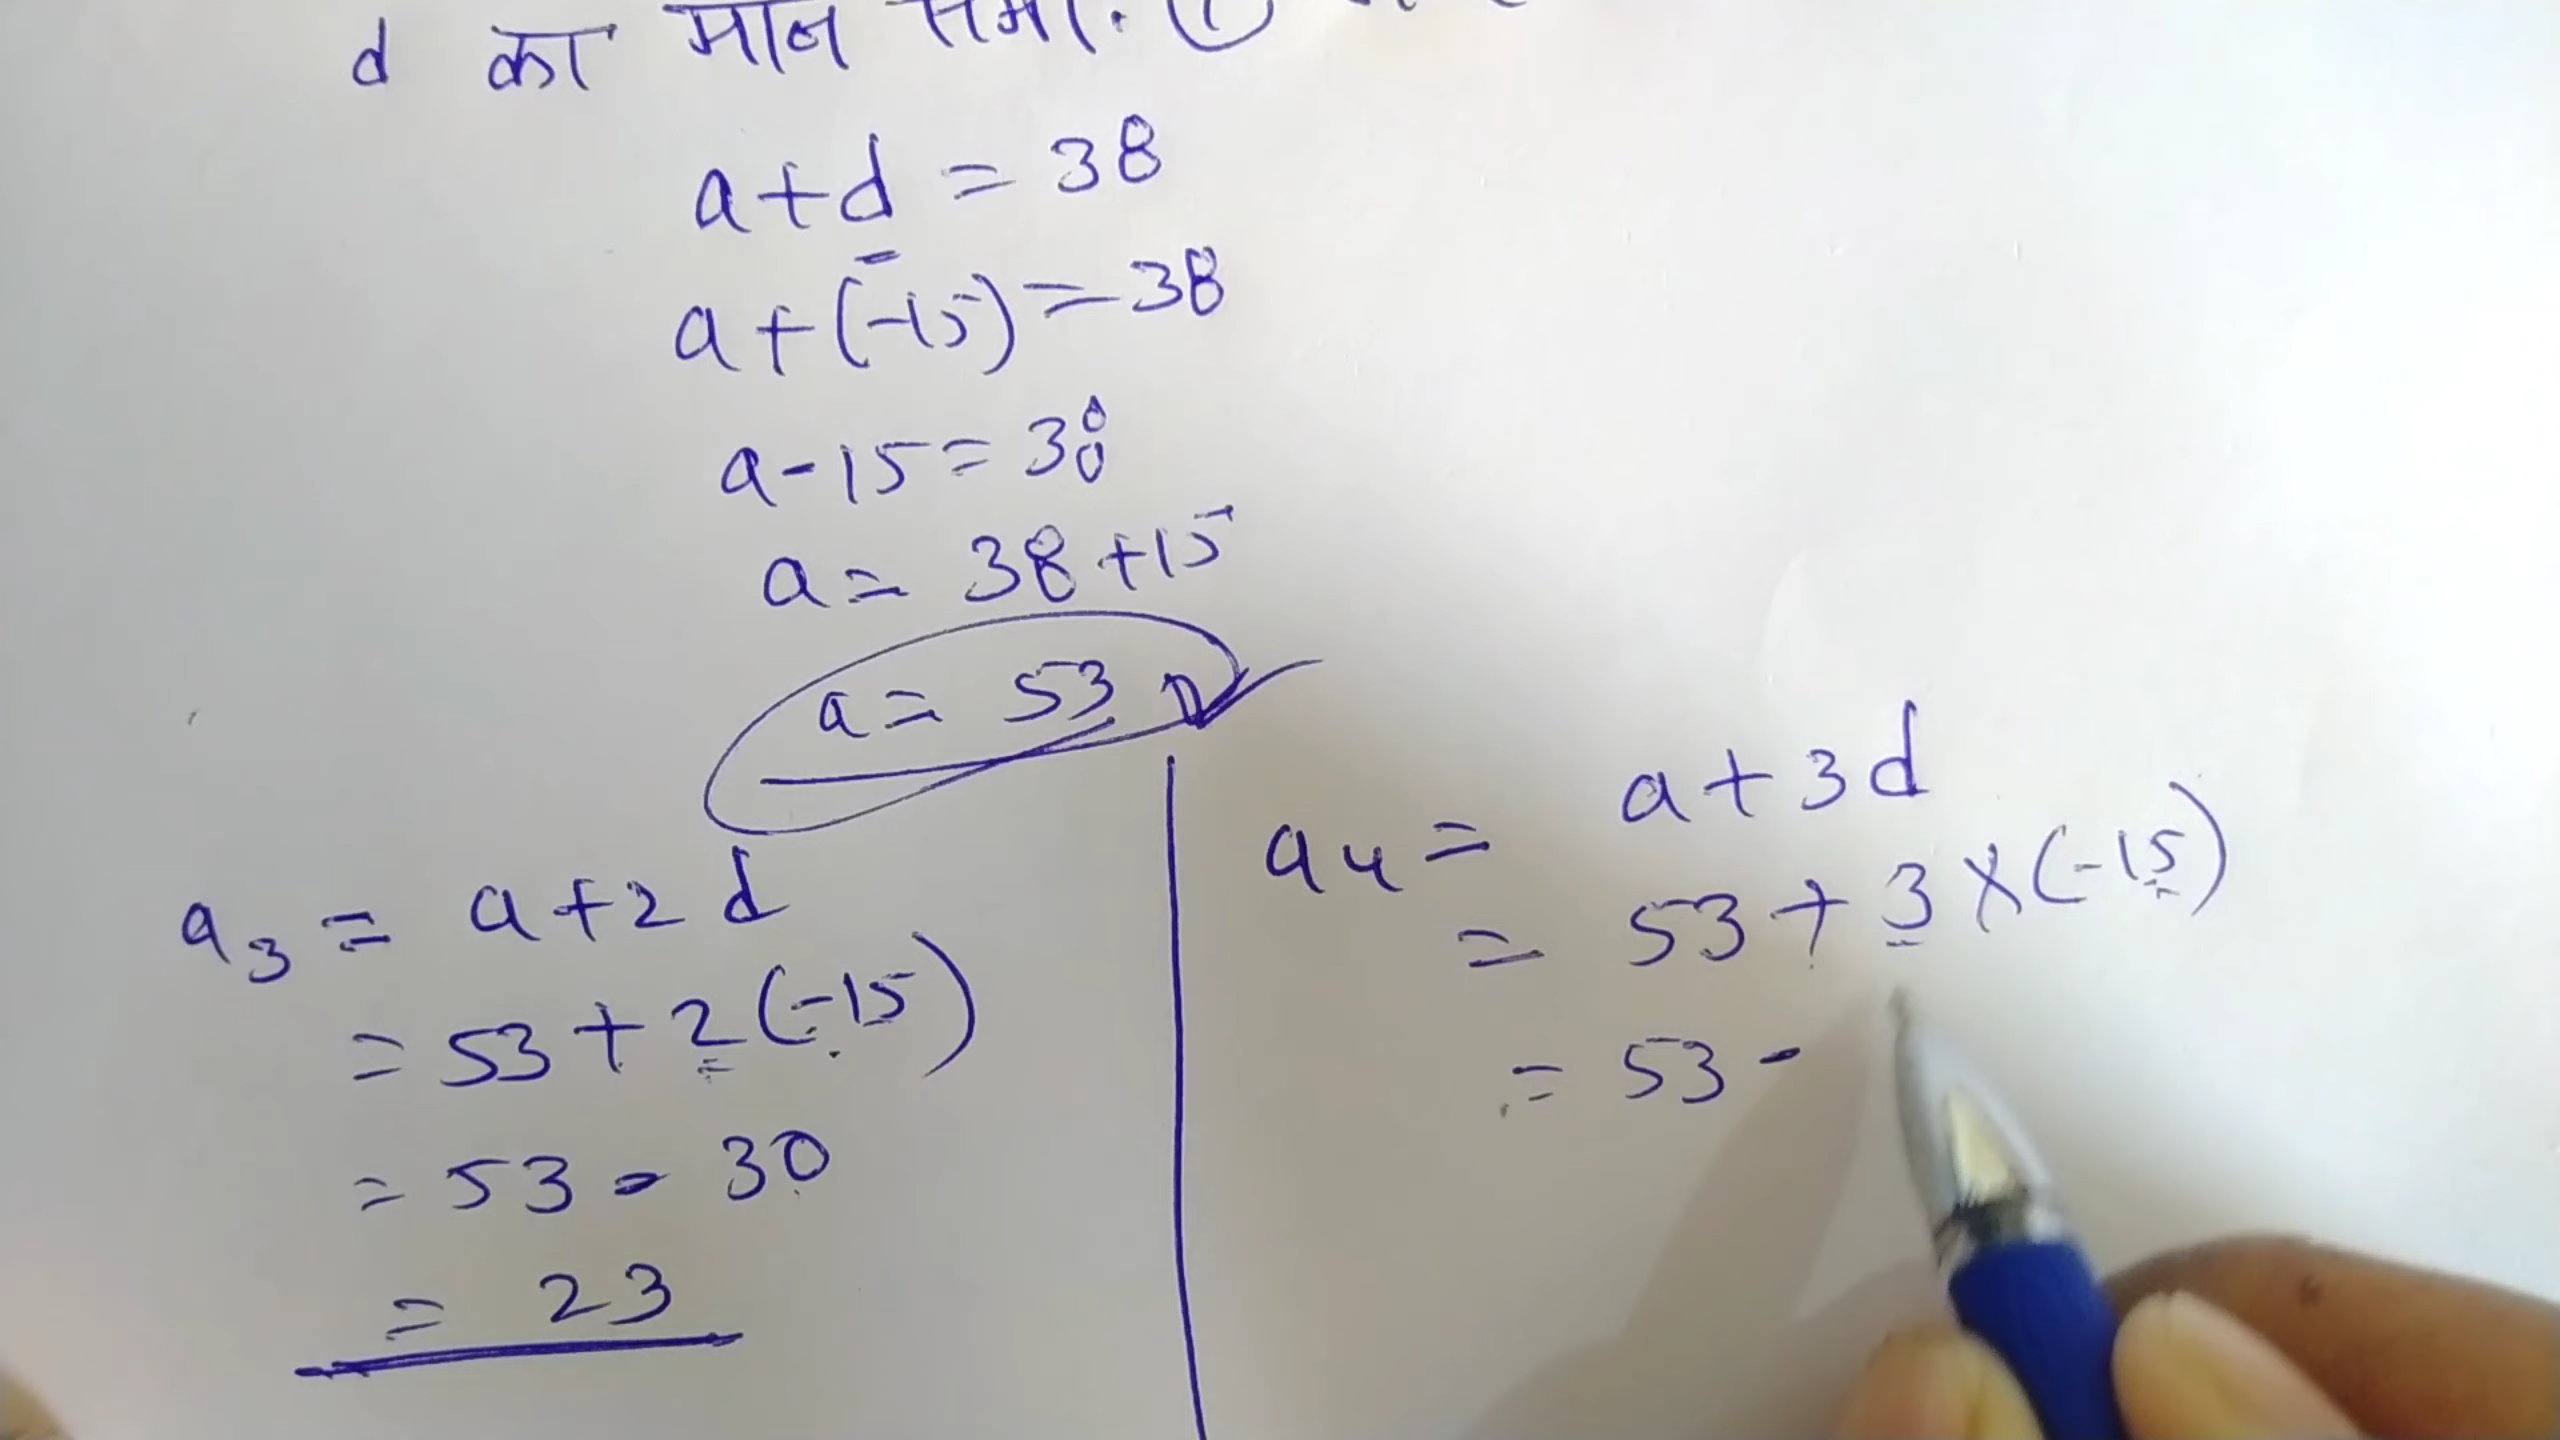 d का मान समी. ①
a+d = 38
a+(-15) = 38
a-15 = 38
a = 38+15
a = 53
a3 = a+2d
= 53+2(-15)
= 53-30
= 23
a4 = a+3d
= 53+3×(-15)
= 53-